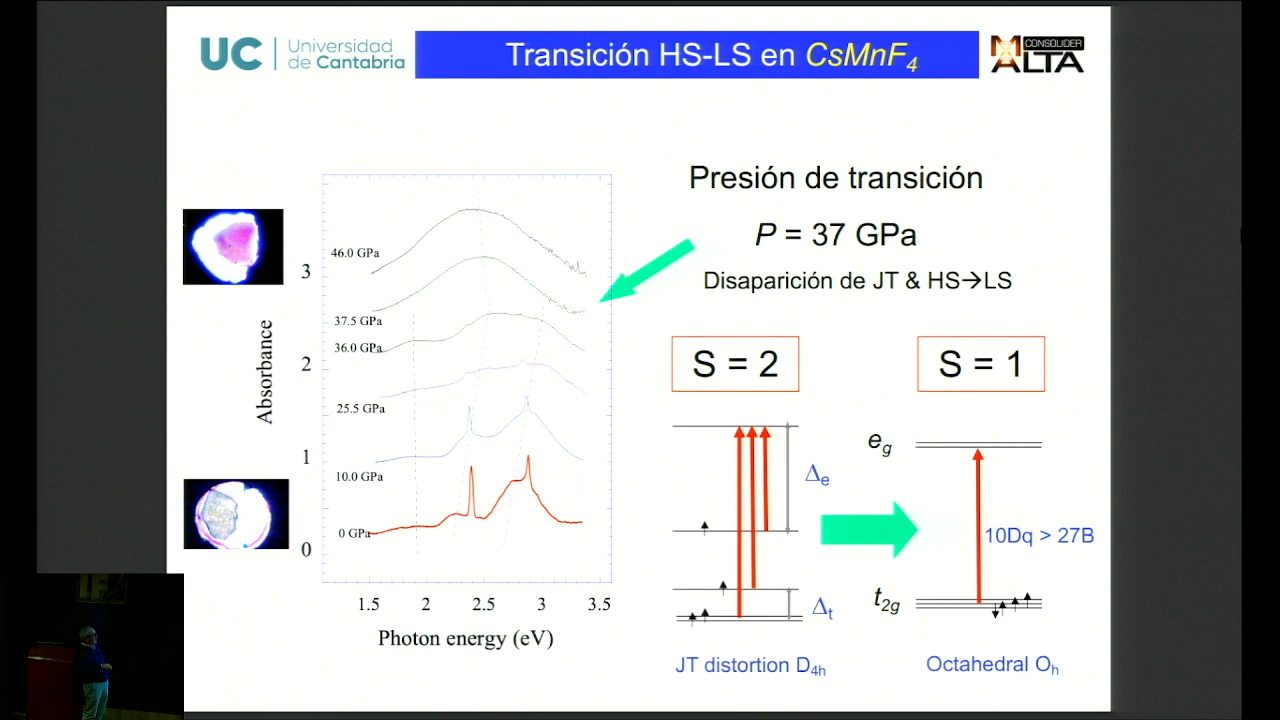 UC Universidad de Cantabria
Transición HS-LS en CsMnF4
CONSOLIDER
MALTA
Presión de transición
P = 37 GPa
Disaparición de JT & HS→LS
46.0 GPa
37.5 GPa
36.0 GPa
25.5 GPa
10.0 GPa
0 GPa
Absorbance
3
2
1
0
1.5 2 2.5 3 3.5
Photon energy (eV)
S = 2
S = 1
eg
Δe
10Dq > 27B
t2g
Δt
JT distortion D4h
Octahedral Oh